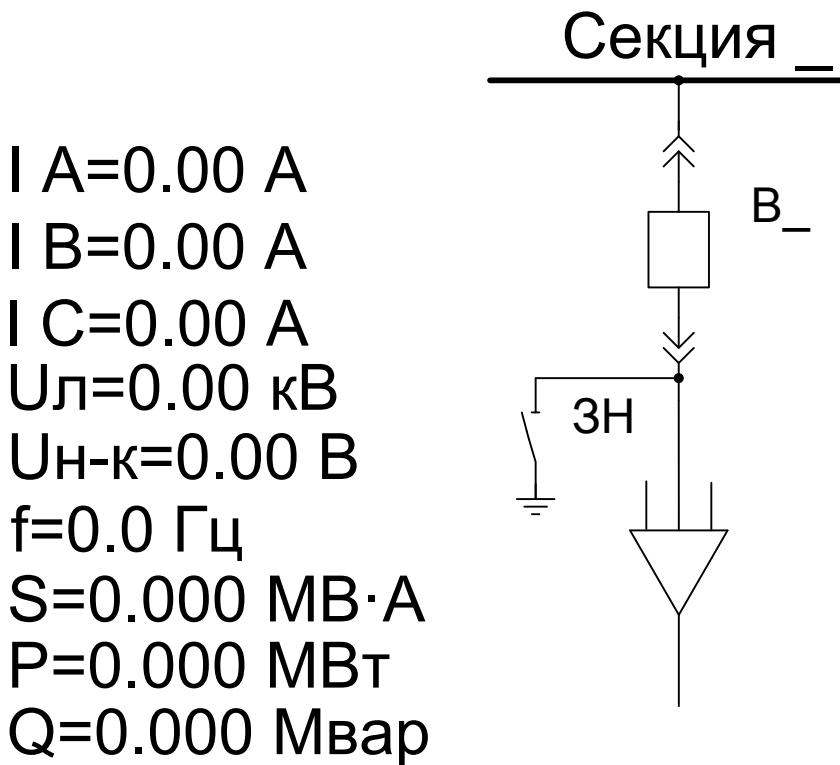 Секция _
I A=0.00 А
I B=0.00 А
I C=0.00 А
Uл=0.00 кВ
Uн-к=0.00 В
f=0.0 Гц
S=0.000 МВ·А
P=0.000 МВт
Q=0.000 Мвар
В_
ЗН